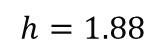 ℎ = 1.88